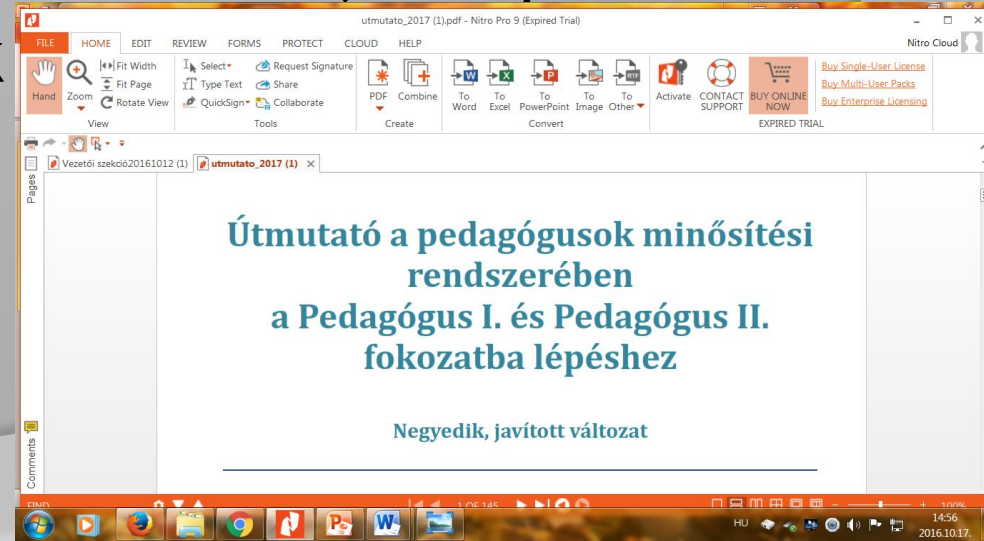 utmutato_2017 (1).pdf - Nitro Pro 9 (Expired Trial)
FILE HOME EDIT REVIEW FORMS PROTECT CLOUD HELP Nitro Cloud
Hand Zoom Fit Width Select Request Signature PDF Combine To Word To Excel To PowerPoint To Image To Other Activate CONTACT SUPPORT BUY ONLINE NOW Buy Single-User License
Fit Page Type Text Share Buy Multi-User Packs
Rotate View QuickSign Collaborate Buy Enterprise Licensing
View Tools Create Convert EXPIRED TRIAL
Vezetői szekció20161012 (1) utmutato_2017 (1)
Pages
Útmutató a pedagógusok minősítési
rendszerében
a Pedagógus I. és Pedagógus II.
fokozatba lépéshez
Negyedik, javított változat
Comments
FIND 1 OF 145 100%
HU 14:56
2016.10.17.